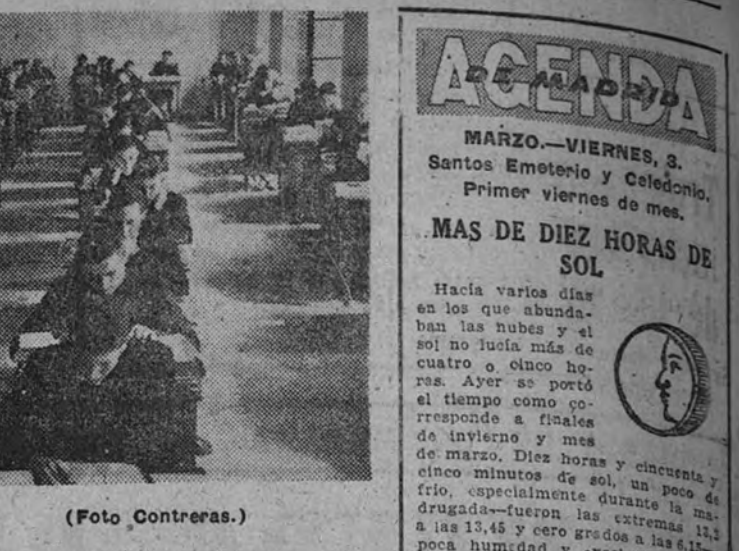 (Foto Contreras.)
AGENDA
DE MADRID
MARZO.—VIERNES, 3.
Santos Emeterio y Celedonio.
Primer viernes de mes.
MAS DE DIEZ HORAS DE
SOL
Hacía varios días
en los que abunda-
ban las nubes y el
sol no lucía más de
cuatro o cinco ho-
ras. Ayer se portó
el tiempo como co-
rresponde a finales
de invierno y mes
de marzo. Diez horas y cincuenta y
cinco minutos de sol, un poco de
frío, especialmente durante la ma-
drugada—fueron las extremas 12,2
a las 13,45 y cero grados a las
poca humedad y